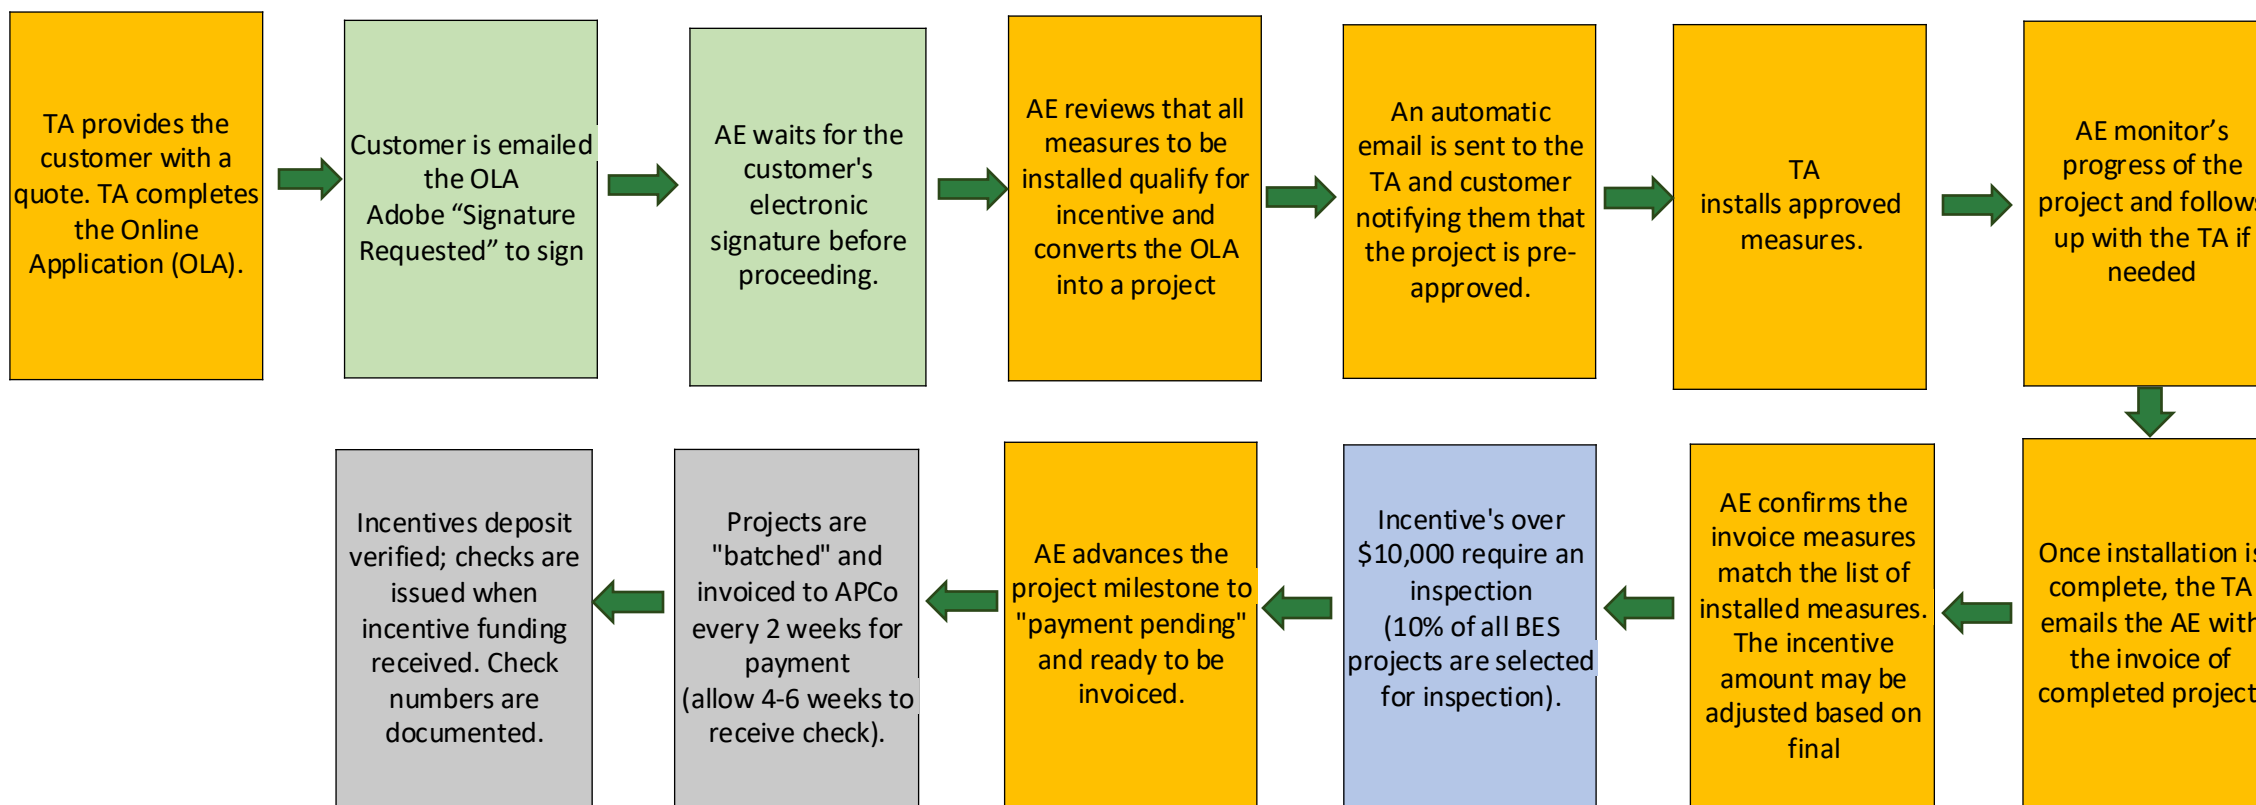 TA provides the
customer with a
quote. TA completes
the Online
Application (OLA).
Customer is emailed
the OLA
Adobe “Signature
Requested” to sign
AE waits for the
customer's
electronic
signature before
proceeding.
AE reviews that all
measures to be
installed qualify for
incentive and
converts the OLA
into a project
An automatic
email is sent to the
TA and customer
notifying them that
the project is pre-
approved.
TA
installs approved
measures.
AE monitor’s
progress of the
project and follows
up with the TA if
needed
Once installation is
complete, the TA
emails the AE with
the invoice of
completed project
AE confirms the
invoice measures
match the list of
installed measures.
The incentive
amount may be
adjusted based on
final
Incentive's over
$10,000 require an
inspection
(10% of all BES
projects are selected
for inspection).
AE advances the
project milestone to
"payment pending"
and ready to be
invoiced.
Projects are
"batched" and
invoiced to APCo
every 2 weeks for
payment
(allow 4-6 weeks to
receive check).
Incentives deposit
verified; checks are
issued when
incentive funding
received. Check
numbers are
documented.